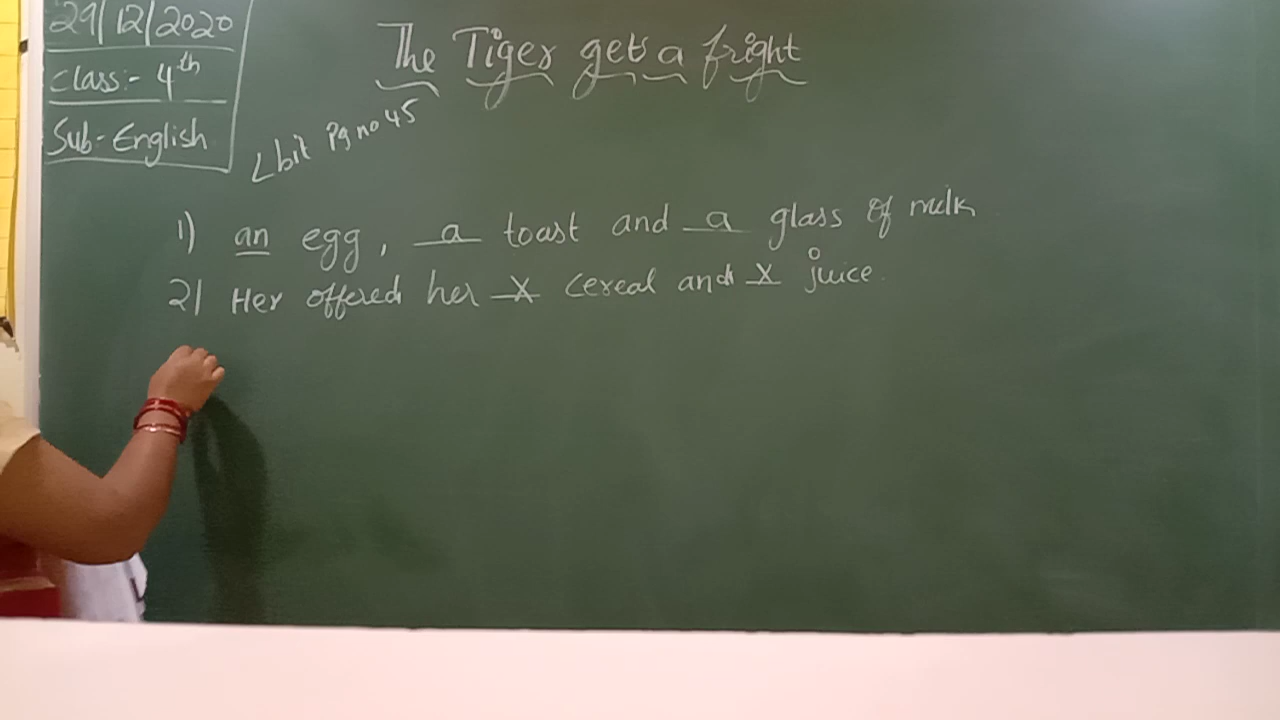 29/12/2020
Class:- 4th
Sub- English
The Tiger gets a fright
L bit Pg no 45
1) an egg, a toast and a glass of milk
2) Her offered her X cereal and X juice.